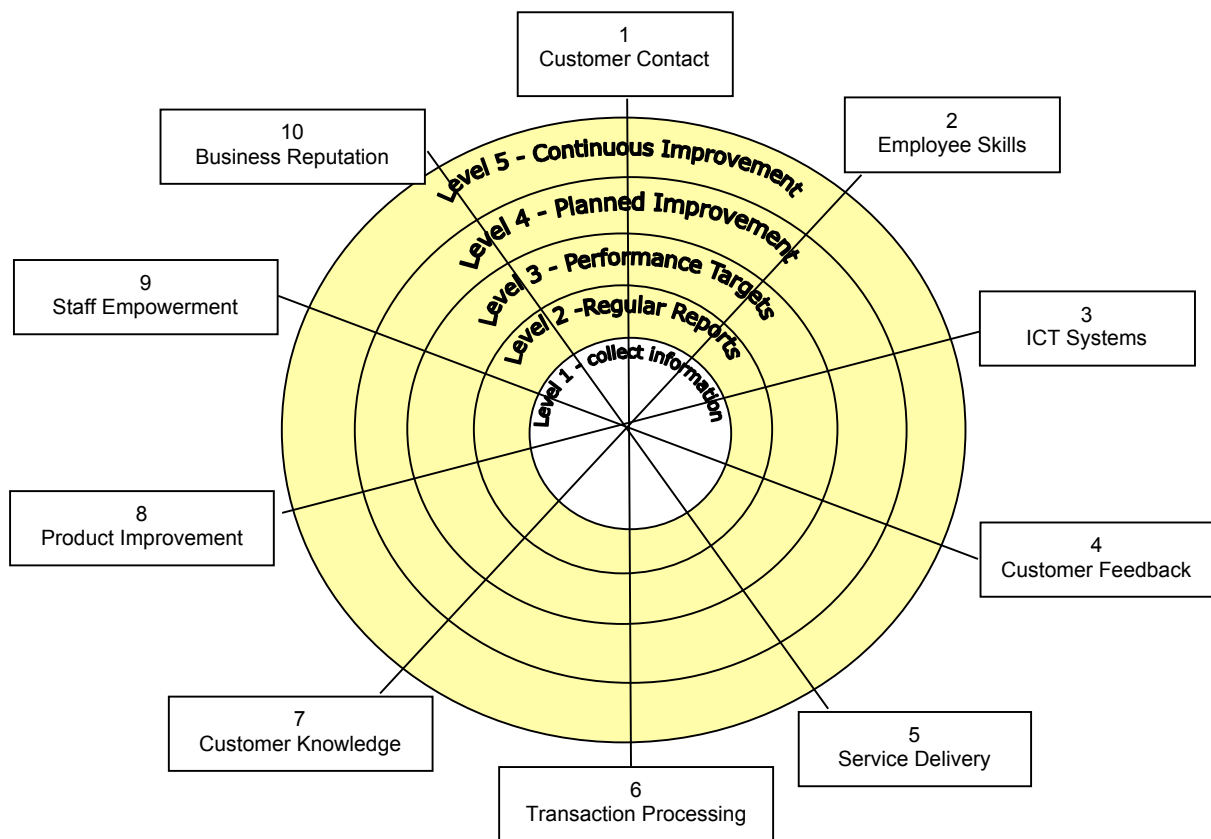 1
Customer Contact
2
Employee Skills
3
ICT Systems
4
Customer Feedback
5
Service Delivery
6
Transaction Processing
7
Customer Knowledge
8
Product Improvement
9
Staff Empowerment
10
Business Reputation
Level 5 - Continuous Improvement
Level 4 - Planned Improvement
Level 3 - Performance Targets
Level 2 -Regular Reports
Level 1 - collect information